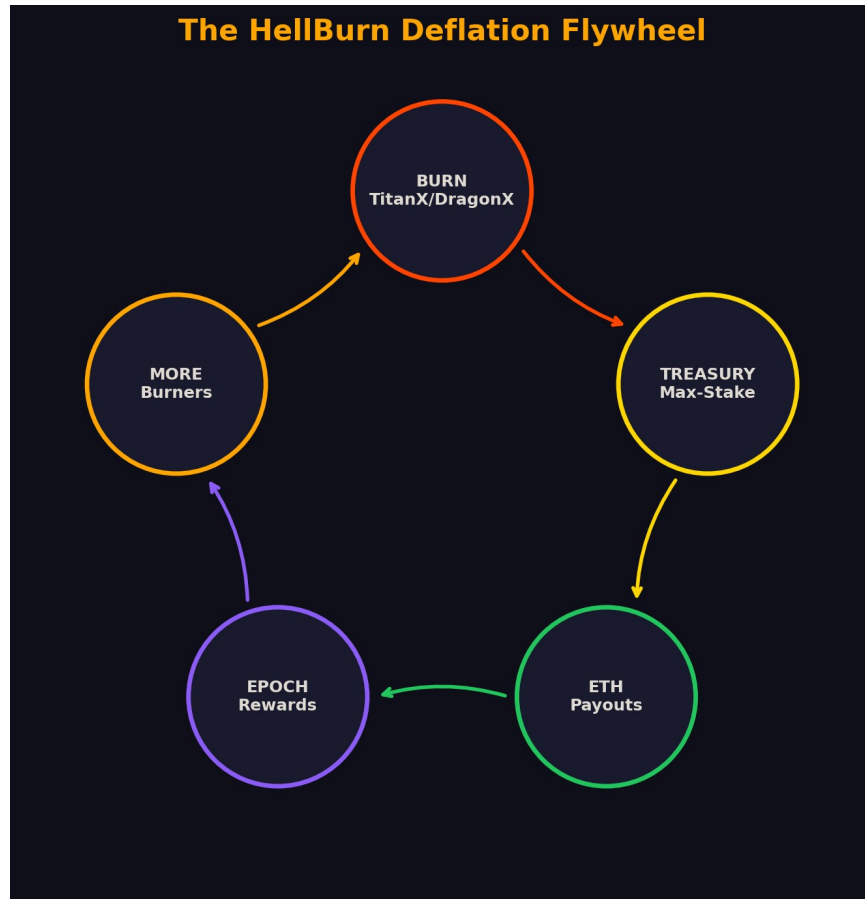 The HellBurn Deflation Flywheel
BURN
TitanX/DragonX
TREASURY
Max-Stake
ETH
Payouts
EPOCH
Rewards
MORE
Burners